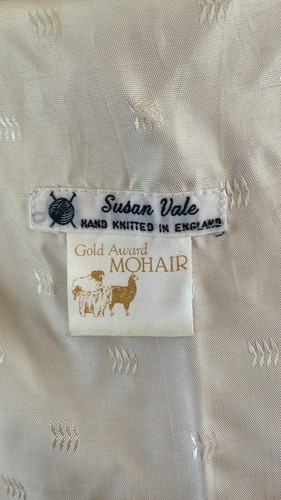 Susan Vale
HAND KNITTED IN ENGLAND
Gold Award
MOHAIR